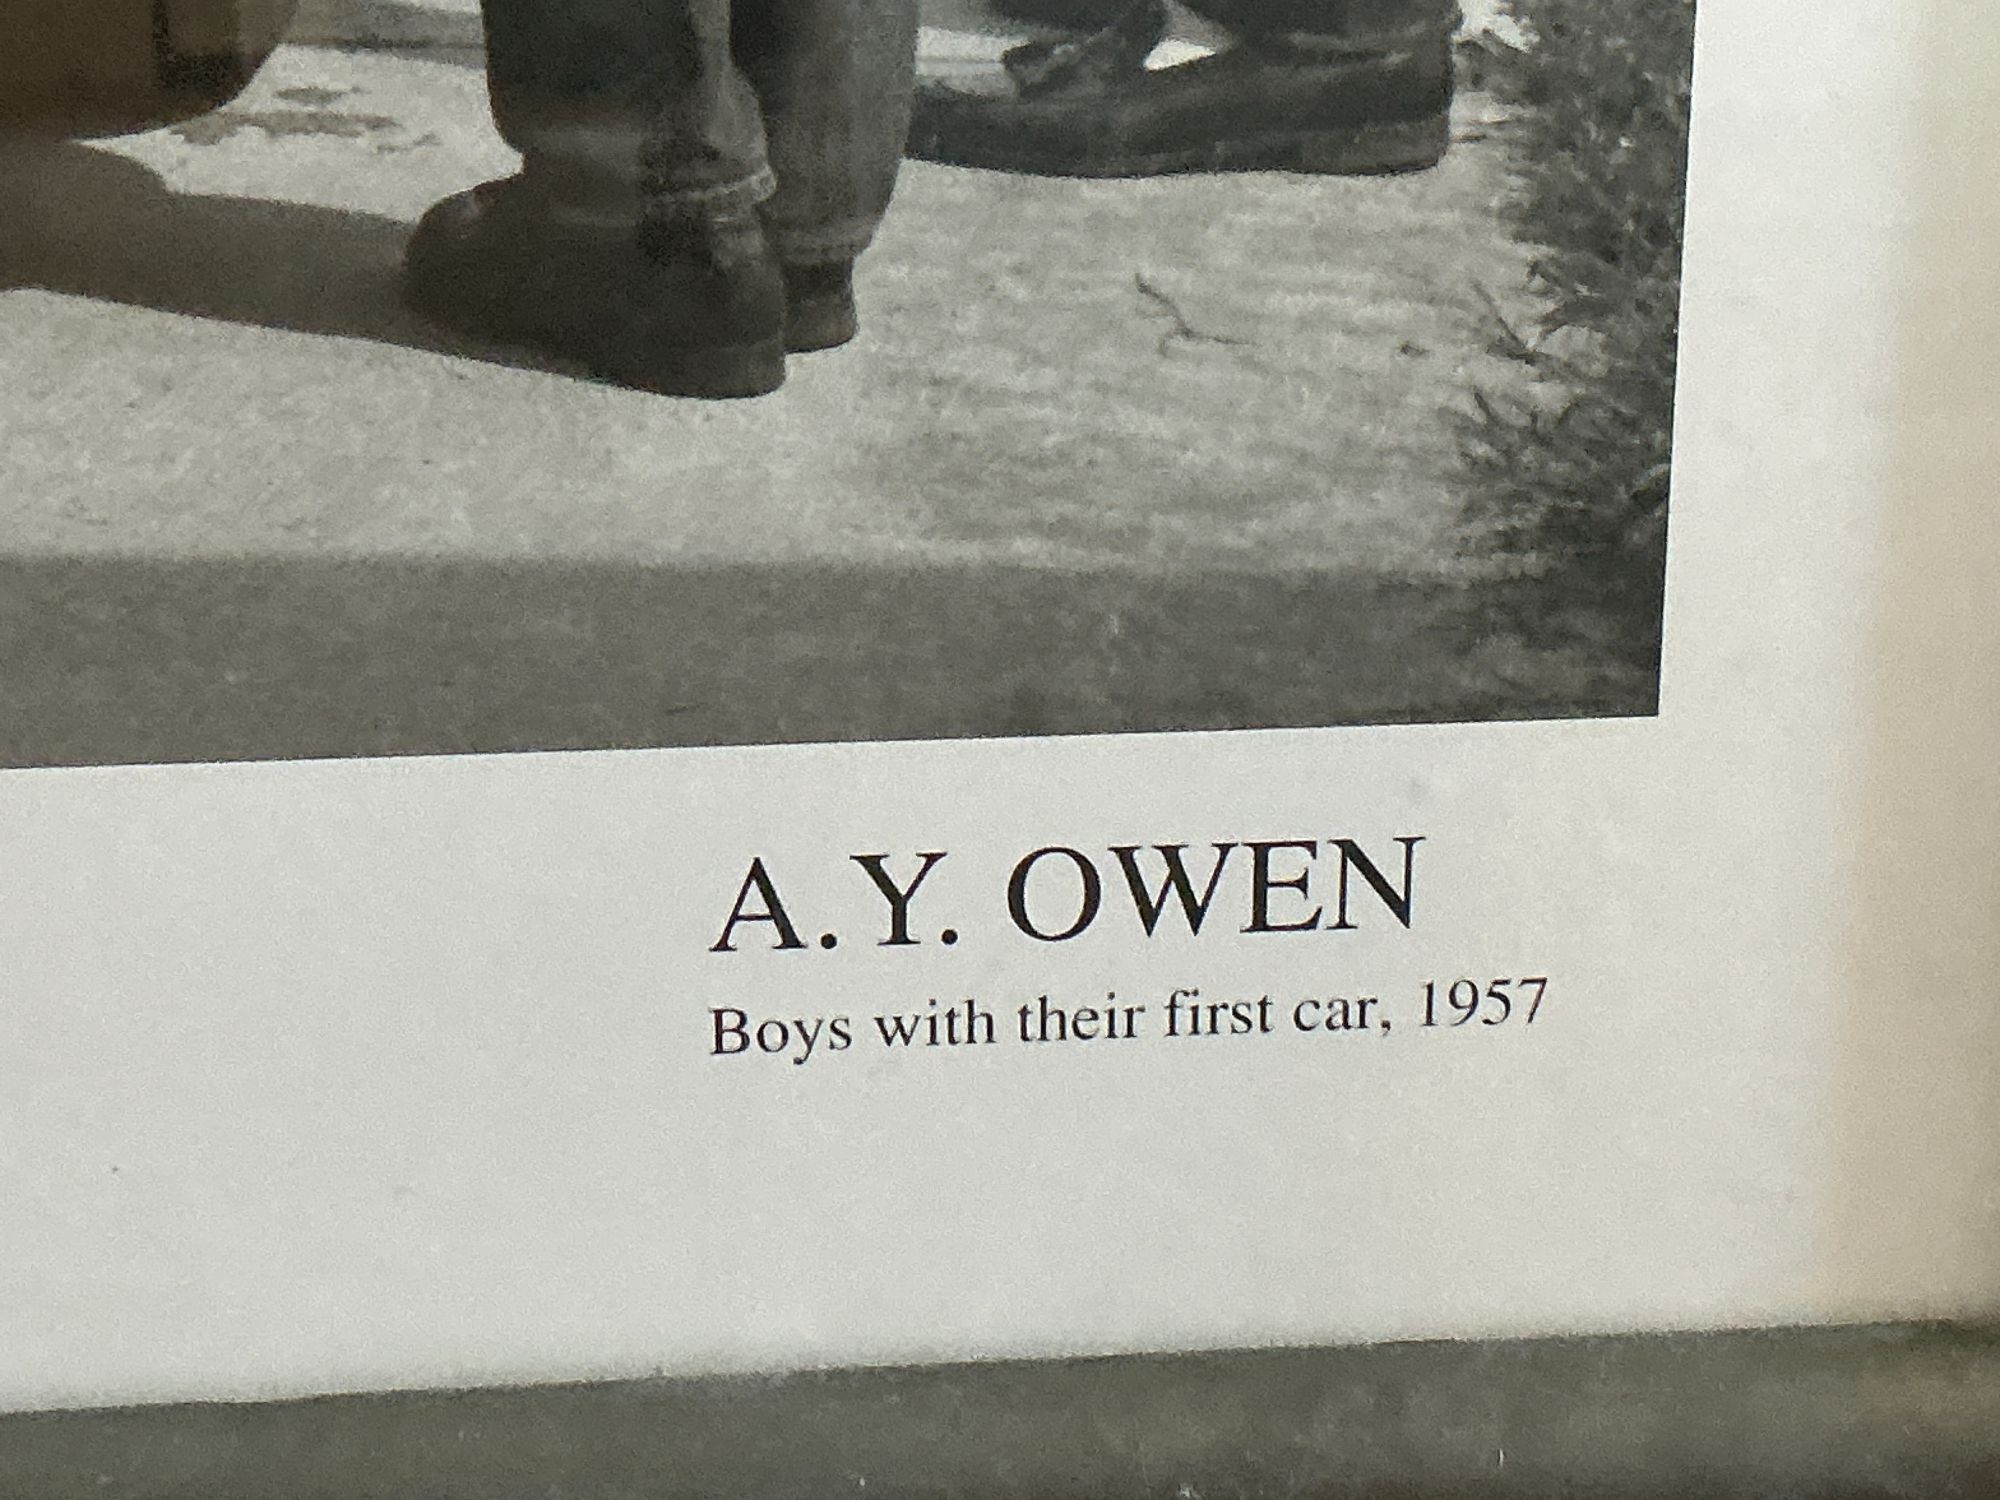 A.Y. OWEN
Boys with their first car, 1957